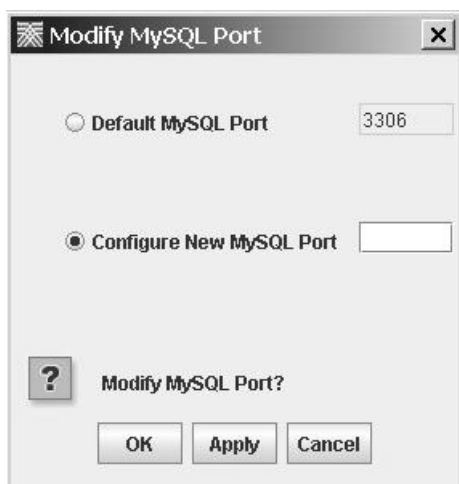 Modify MySQL Port
Default MySQL Port 3306
Configure New MySQL Port
? Modify MySQL Port?
OK Apply Cancel